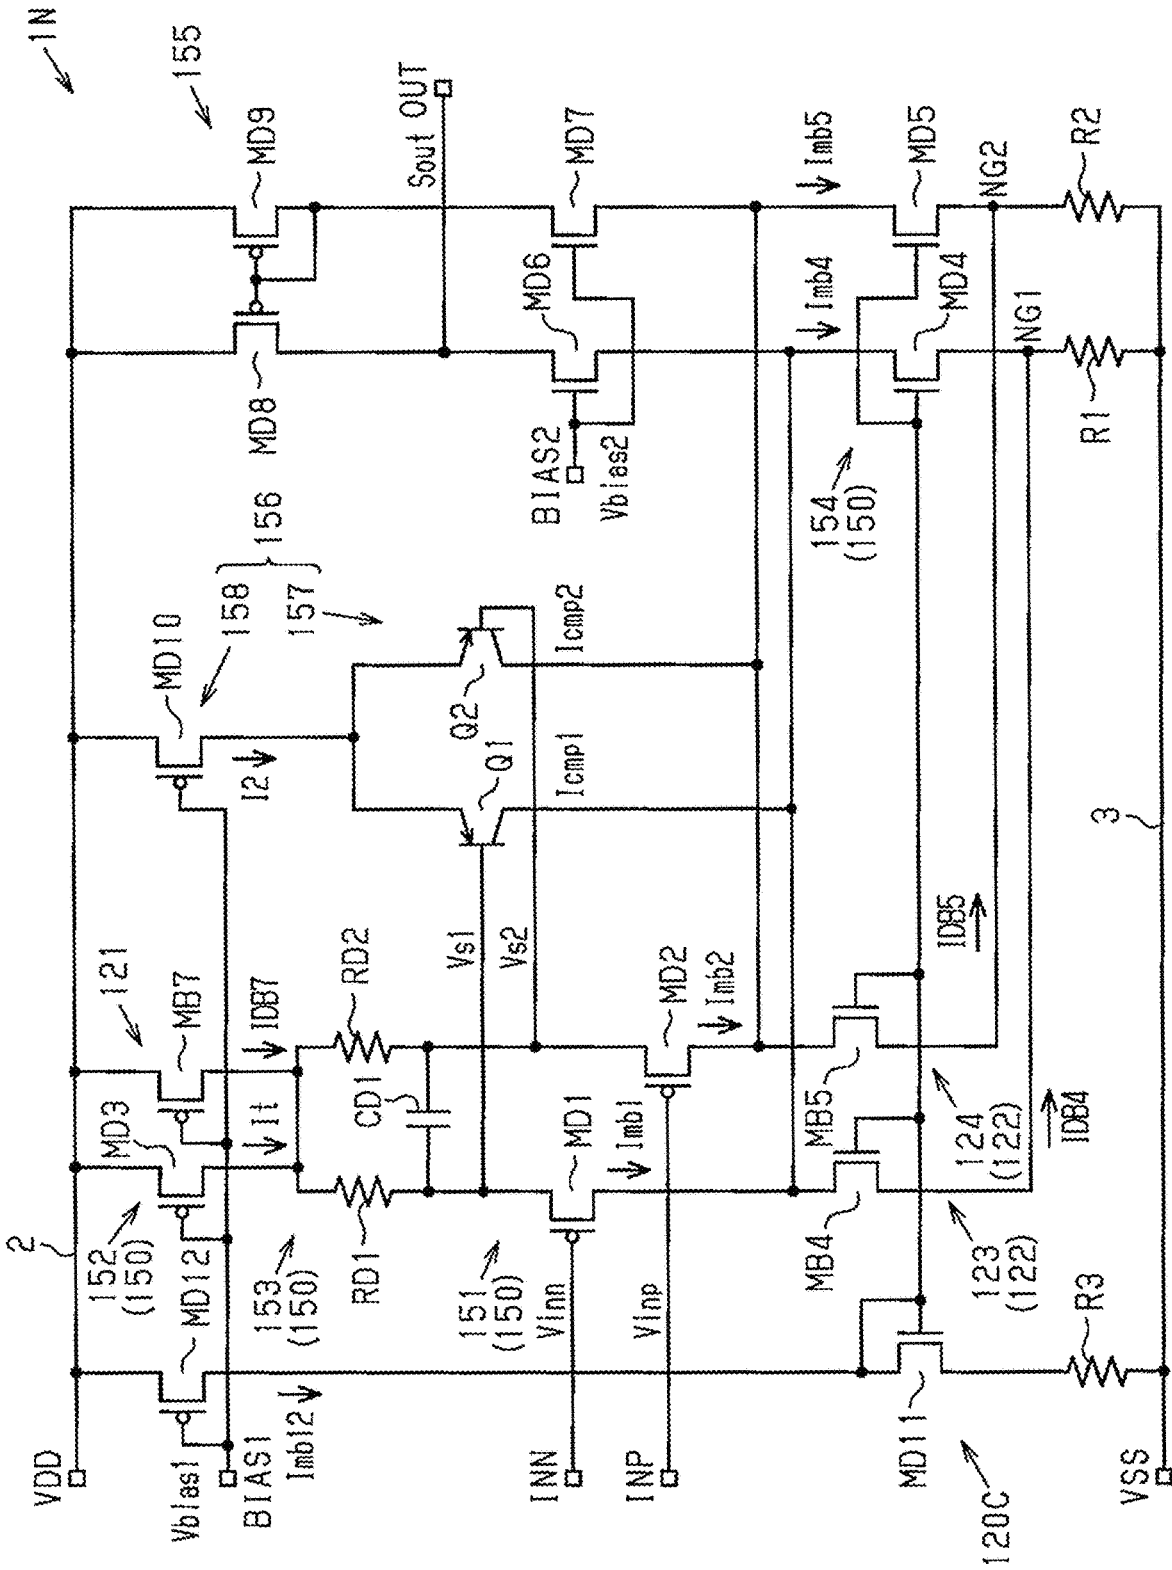 1N
155
MD9
OUT
Sout
MD7
Imb5
MD5
NG2
R2
MD8
MD6
Imb4
MD4
NG1
R1
BIAS2
Vbias2
154
(150)
156
158
157
MD10
I2
Q2
Q1
Icmp2
Icmp1
3
121
MB7
IDB7
RD2
Vs1
Vs2
MD2
Imb2
IDB5
MD3
It
CD1
MD1
Imb1
MB5
124
(122)
IDB4
2
152
(150)
MD12
153
(150)
RD1
151
(150)
Vinn
Vinp
MB4
123
(122)
R3
VDD
Vbias1
BIAS1
Imb12
INN
INP
MD11
120C
VSS